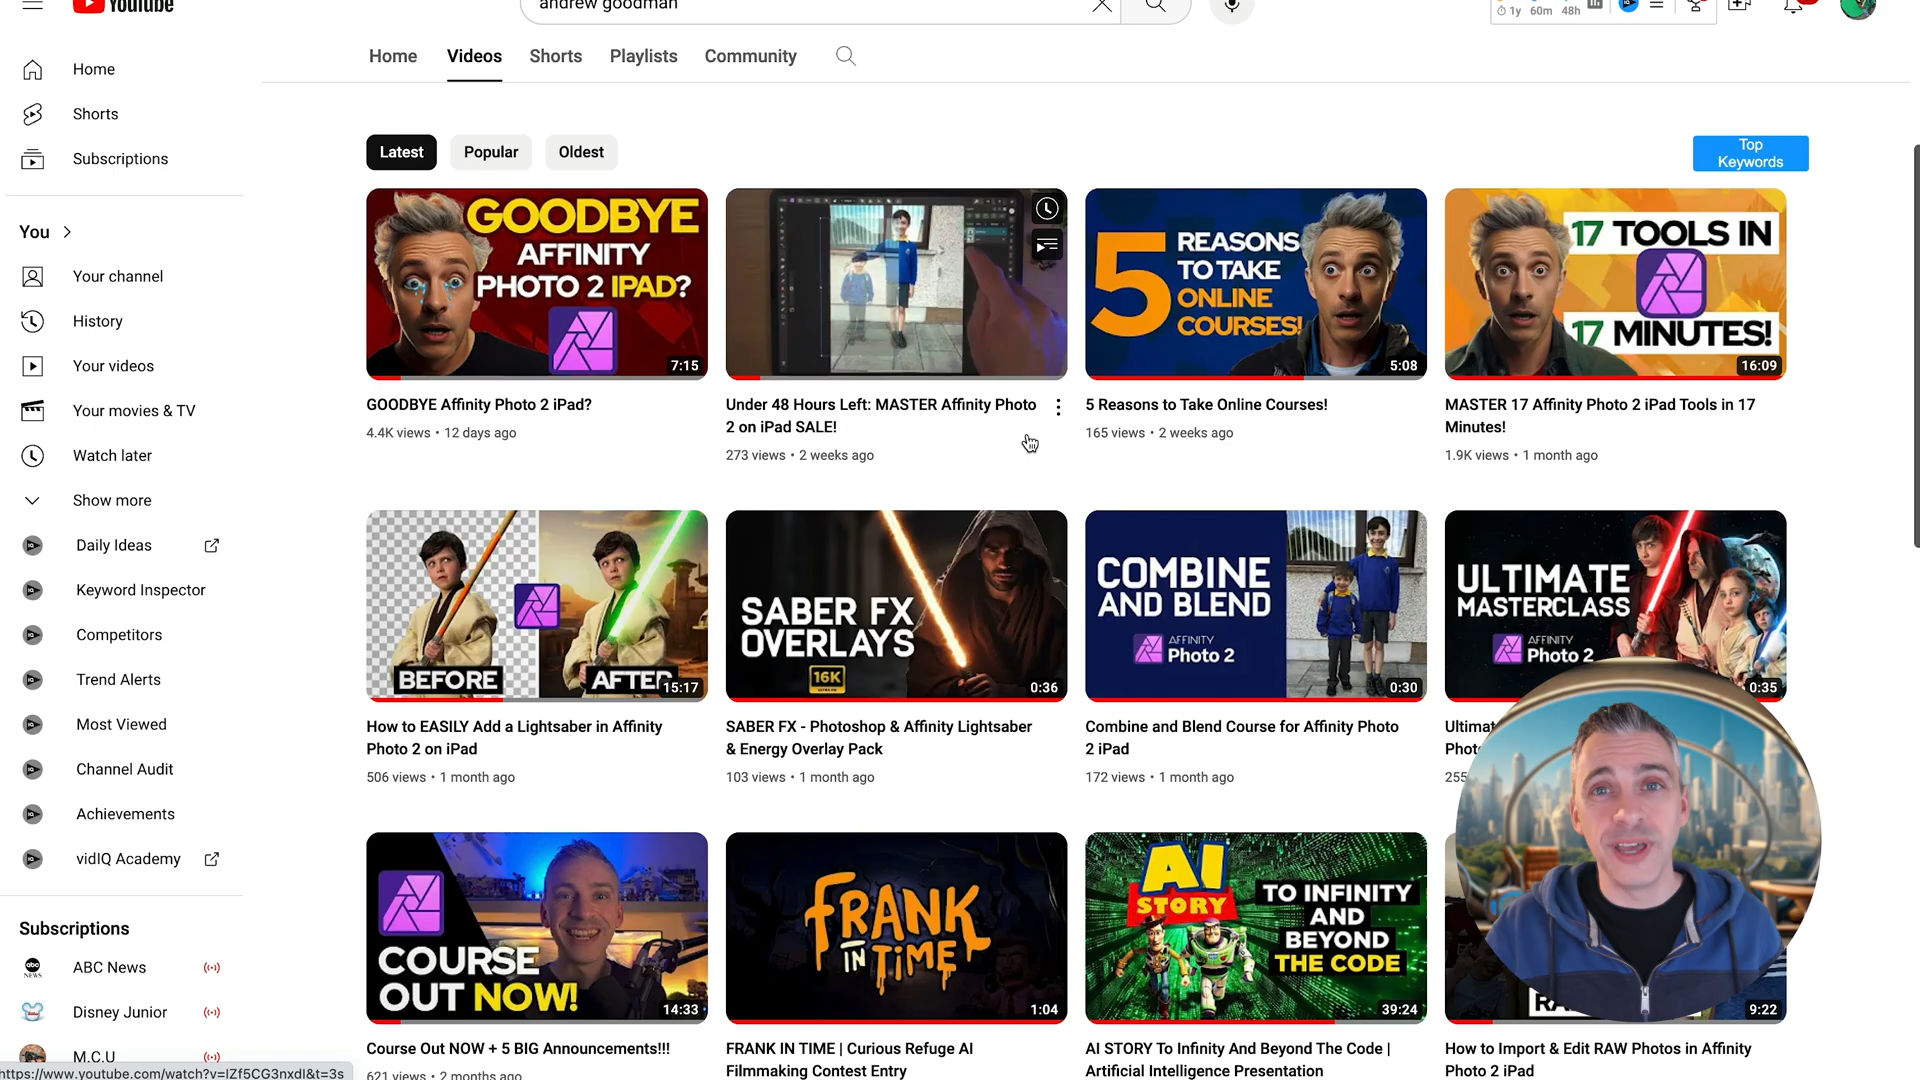 YouTube
andrew goodman
1y 60m 48h
Home
Shorts
Subscriptions
You
Your channel
History
Your videos
Your movies & TV
Watch later
Show more
Daily Ideas
Keyword Inspector
Competitors
Trend Alerts
Most Viewed
Channel Audit
Achievements
vidIQ Academy
Subscriptions
abc
NEWS
ABC News
Disney Junior
M.C.U
https://www.youtube.com/watch?v=lZf5CG3nxdI&t=3s
Home Videos Shorts Playlists Community
Latest Popular Oldest
Top
Keywords
GOODBYE
AFFINITY
PHOTO 2 IPAD?
7:15
GOODBYE Affinity Photo 2 iPad?
4.4K views • 12 days ago
Under 48 Hours Left: MASTER Affinity Photo
2 on iPad SALE!
273 views • 2 weeks ago
5 REASONS
TO TAKE
ONLINE
COURSES!
5:08
5 Reasons to Take Online Courses!
165 views • 2 weeks ago
17 TOOLS IN
17 MINUTES!
16:09
MASTER 17 Affinity Photo 2 iPad Tools in 17
Minutes!
1.9K views • 1 month ago
BEFORE
AFTER
15:17
How to EASILY Add a Lightsaber in Affinity
Photo 2 on iPad
506 views • 1 month ago
SABER FX
OVERLAYS
16K
0:36
SABER FX - Photoshop & Affinity Lightsaber
& Energy Overlay Pack
103 views • 1 month ago
COMBINE
AND BLEND
AFFINITY
Photo 2
0:30
Combine and Blend Course for Affinity Photo
2 iPad
172 views • 1 month ago
ULTIMATE
MASTERCLASS
AFFINITY
Photo 2
0:35
Ultimat
Phot
255
COURSE
OUT NOW!
14:33
Course Out NOW + 5 BIG Announcements!!!
621 views • 2 months ago
FRANK
IN TIME
1:04
FRANK IN TIME | Curious Refuge AI
Filmmaking Contest Entry
AI
STORY
TO INFINITY
AND
BEYOND
THE CODE
39:24
AI STORY To Infinity And Beyond The Code |
Artificial Intelligence Presentation
RA
9:22
How to Import & Edit RAW Photos in Affinity
Photo 2 iPad